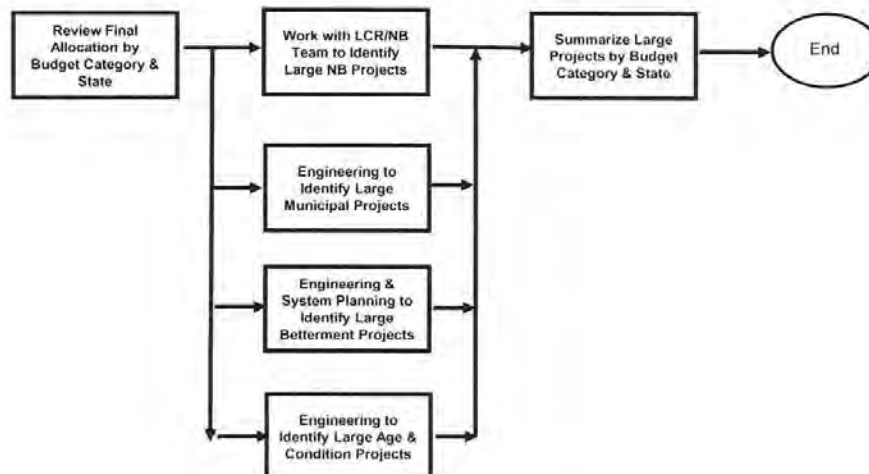 Review Final
Allocation by
Budget Category &
State
Work with LCR/NB
Team to Identify
Large NB Projects
Summarize Large
Projects by Budget
Category & State
End
Engineering to
Identify Large
Municipal Projects
Engineering &
System Planning to
Identify Large
Betterment Projects
Engineering to
Identify Large Age &
Condition Projects